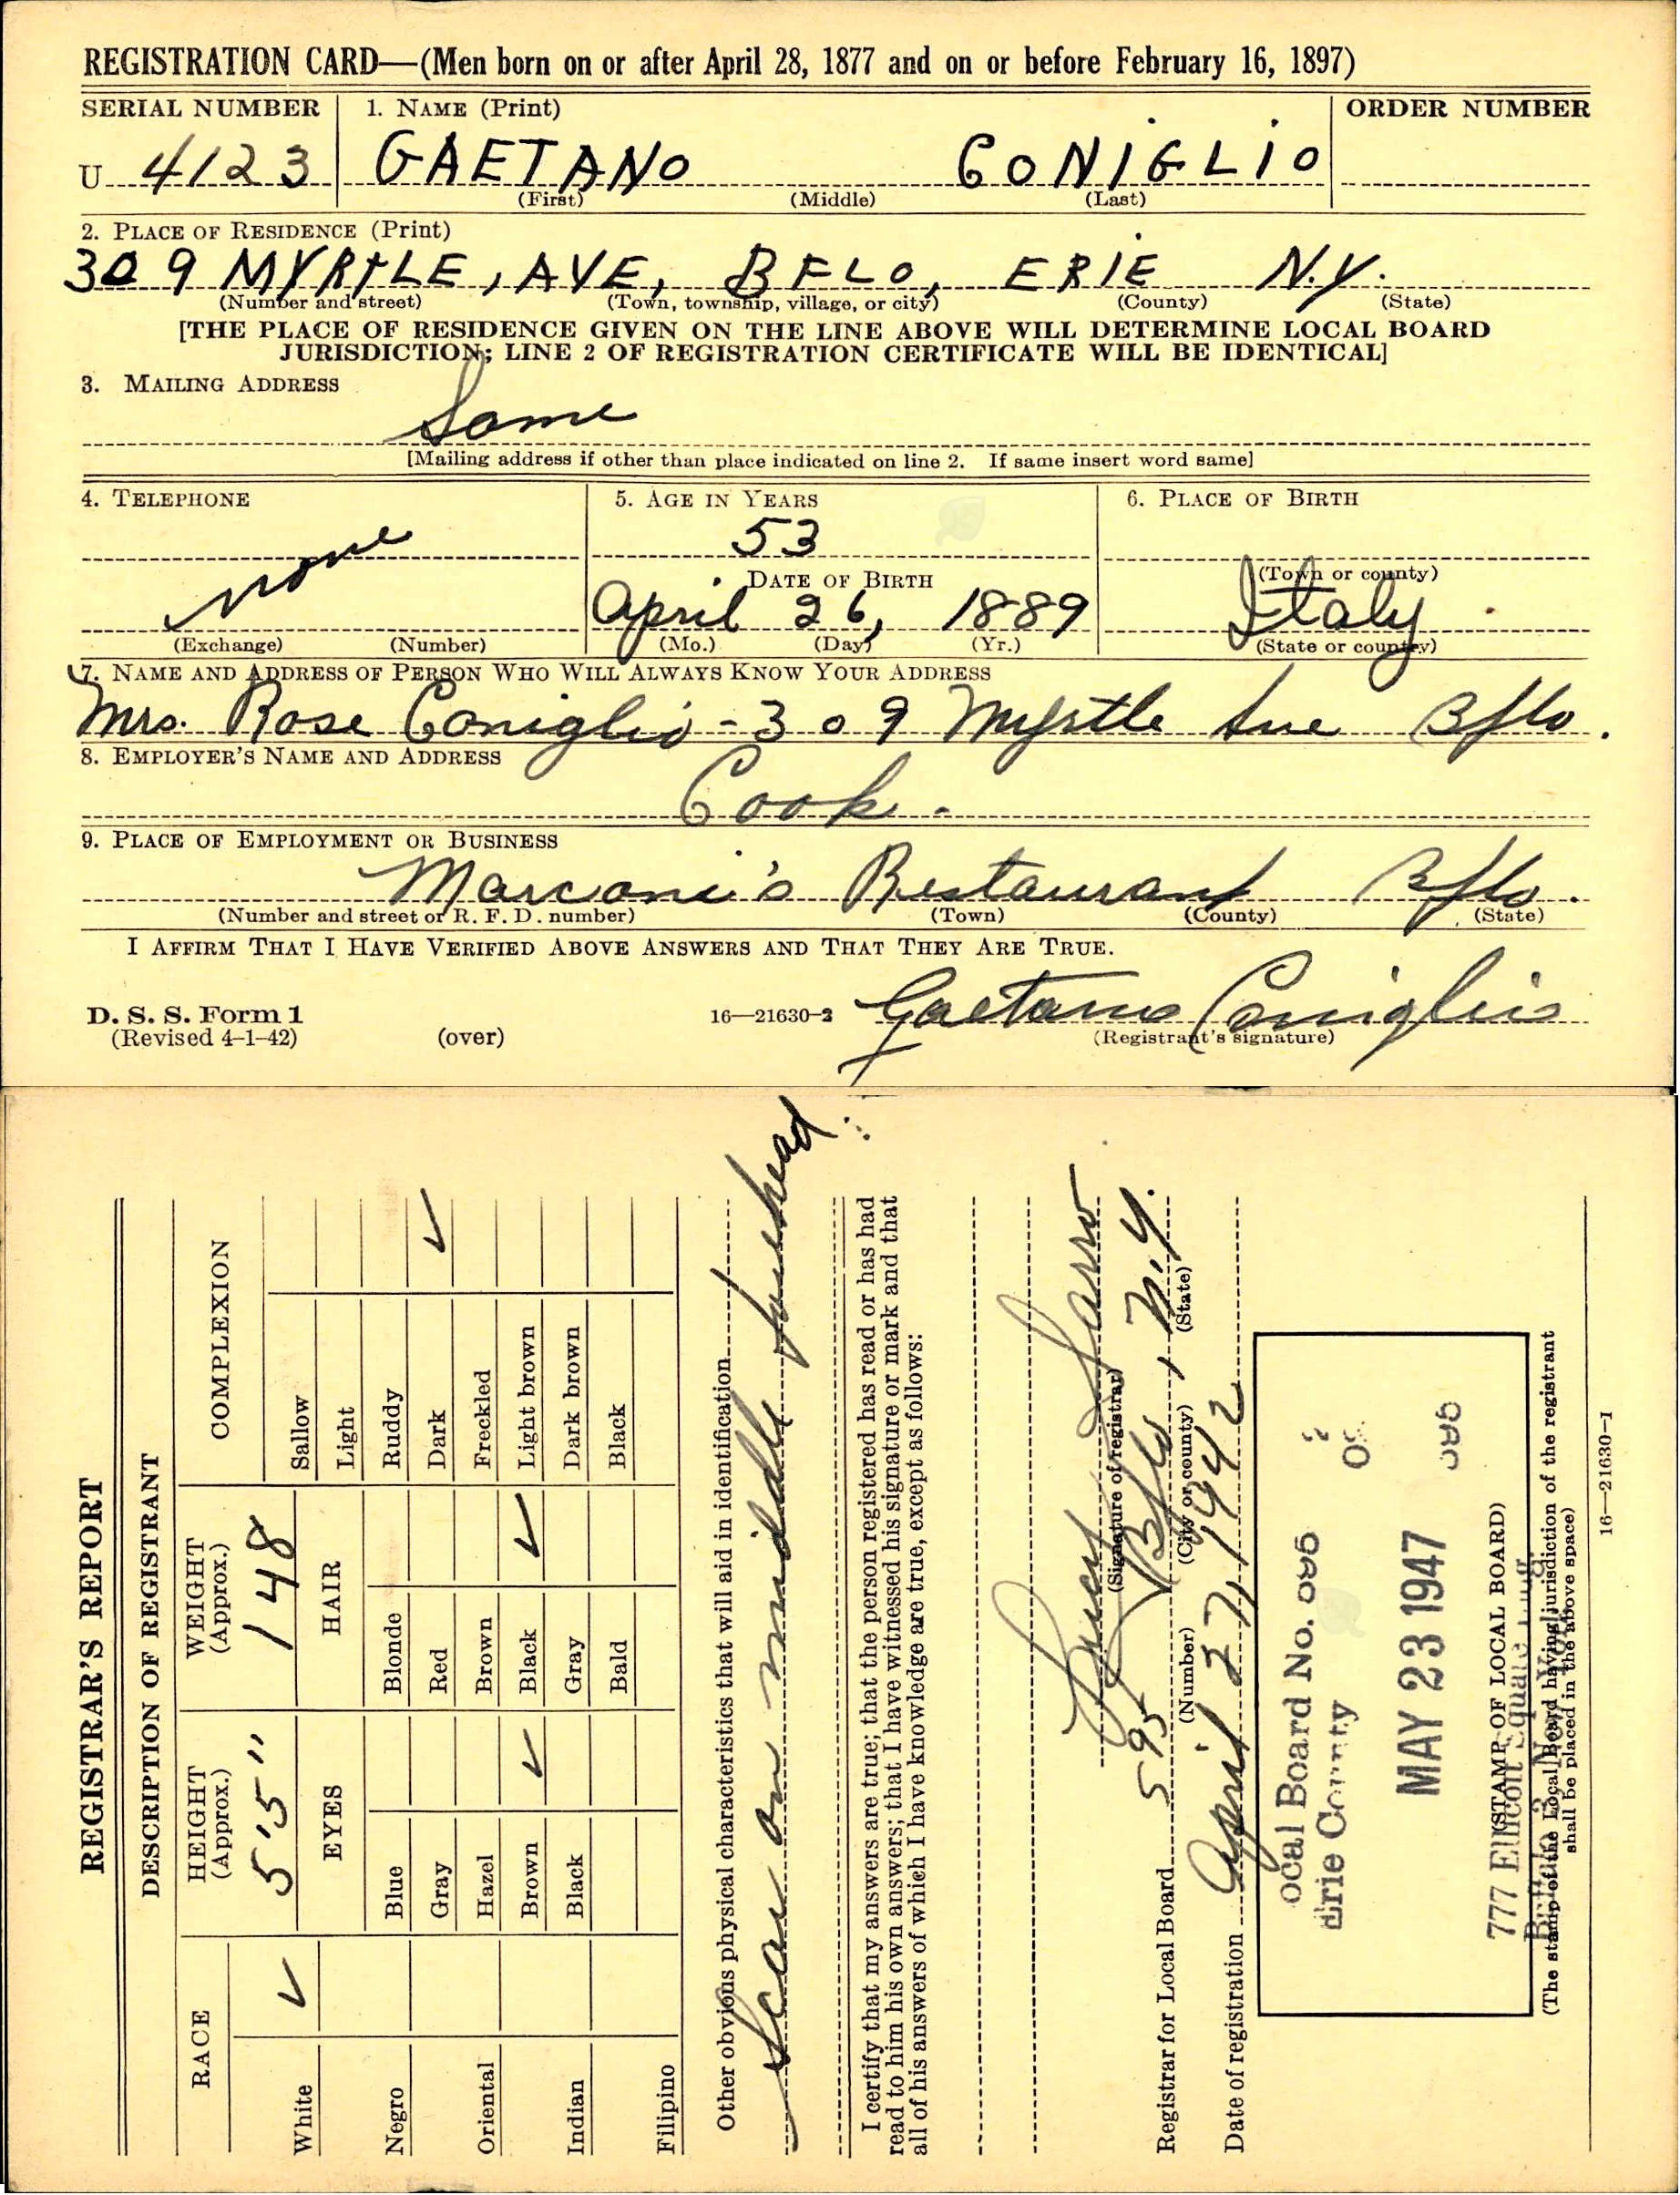 REGISTRATION CARD—(Men born on or after April 28, 1877 and on or before February 16, 1897)
SERIAL NUMBER 1. NAME (Print) ORDER NUMBER
U 4123 GAETANO CONIGLIO
(First) (Middle) (Last)
2. PLACE OF RESIDENCE (Print)
309 MYRtLE, AVE, BFLO, ERIE N.Y.
(Number and street) (Town, township, village, or city) (County) (State)
[THE PLACE OF RESIDENCE GIVEN ON THE LINE ABOVE WILL DETERMINE LOCAL BOARD
JURISDICTION; LINE 2 OF REGISTRATION CERTIFICATE WILL BE IDENTICAL]
3. MAILING ADDRESS
Same
[Mailing address if other than place indicated on line 2. If same insert word same]
4. TELEPHONE 5. AGE IN YEARS 6. PLACE OF BIRTH
none 53
DATE OF BIRTH (Town or county)
April 26, 1889 Italy
(Exchange) (Number) (Mo.) (Day) (Yr.) (State or country)
7. NAME AND ADDRESS OF PERSON WHO WILL ALWAYS KNOW YOUR ADDRESS
Mrs. Rose Coniglio - 309 Myrtle Ave Bflo.
8. EMPLOYER'S NAME AND ADDRESS
Cook.
9. PLACE OF EMPLOYMENT OR BUSINESS
Marconi's Restaurant Bflo.
(Number and street or R. F. D. number) (Town) (County) (State)
I AFFIRM THAT I HAVE VERIFIED ABOVE ANSWERS AND THAT THEY ARE TRUE.
Gaetano Coniglio
D. S. S. Form 1 16—21630-2
(Revised 4-1-42) (over) (Registrant's signature)
REGISTRAR'S REPORT
DESCRIPTION OF REGISTRANT
RACE HEIGHT (Approx.) WEIGHT (Approx.) COMPLEXION
5'5" 148
White ✓ EYES HAIR Sallow
Light
Negro Blue Blonde Ruddy
Gray Red Dark ✓
Oriental Hazel Brown Freckled
Brown ✓ Black ✓ Light brown
Indian Black Gray Dark brown
Bald Black
Filipino
Other obvious physical characteristics that will aid in identification
Scar on middle forehead
I certify that my answers are true; that the person registered has read or has had
read to him his own answers; that I have witnessed his signature or mark and that
all of his answers of which I have knowledge are true, except as follows:
(Signature of registrar)
Registrar for Local Board 595 Bflo, N.Y.
(Number) (City or county) (State)
Date of registration April 27, 1942
ocal Board No.
Erie County
MAY 23 1947
777 Ellicott Square
(STAMP OF LOCAL BOARD)
(The stamp of the Local Board having jurisdiction of the registrant
shall be placed in the above space)
16—21630-1